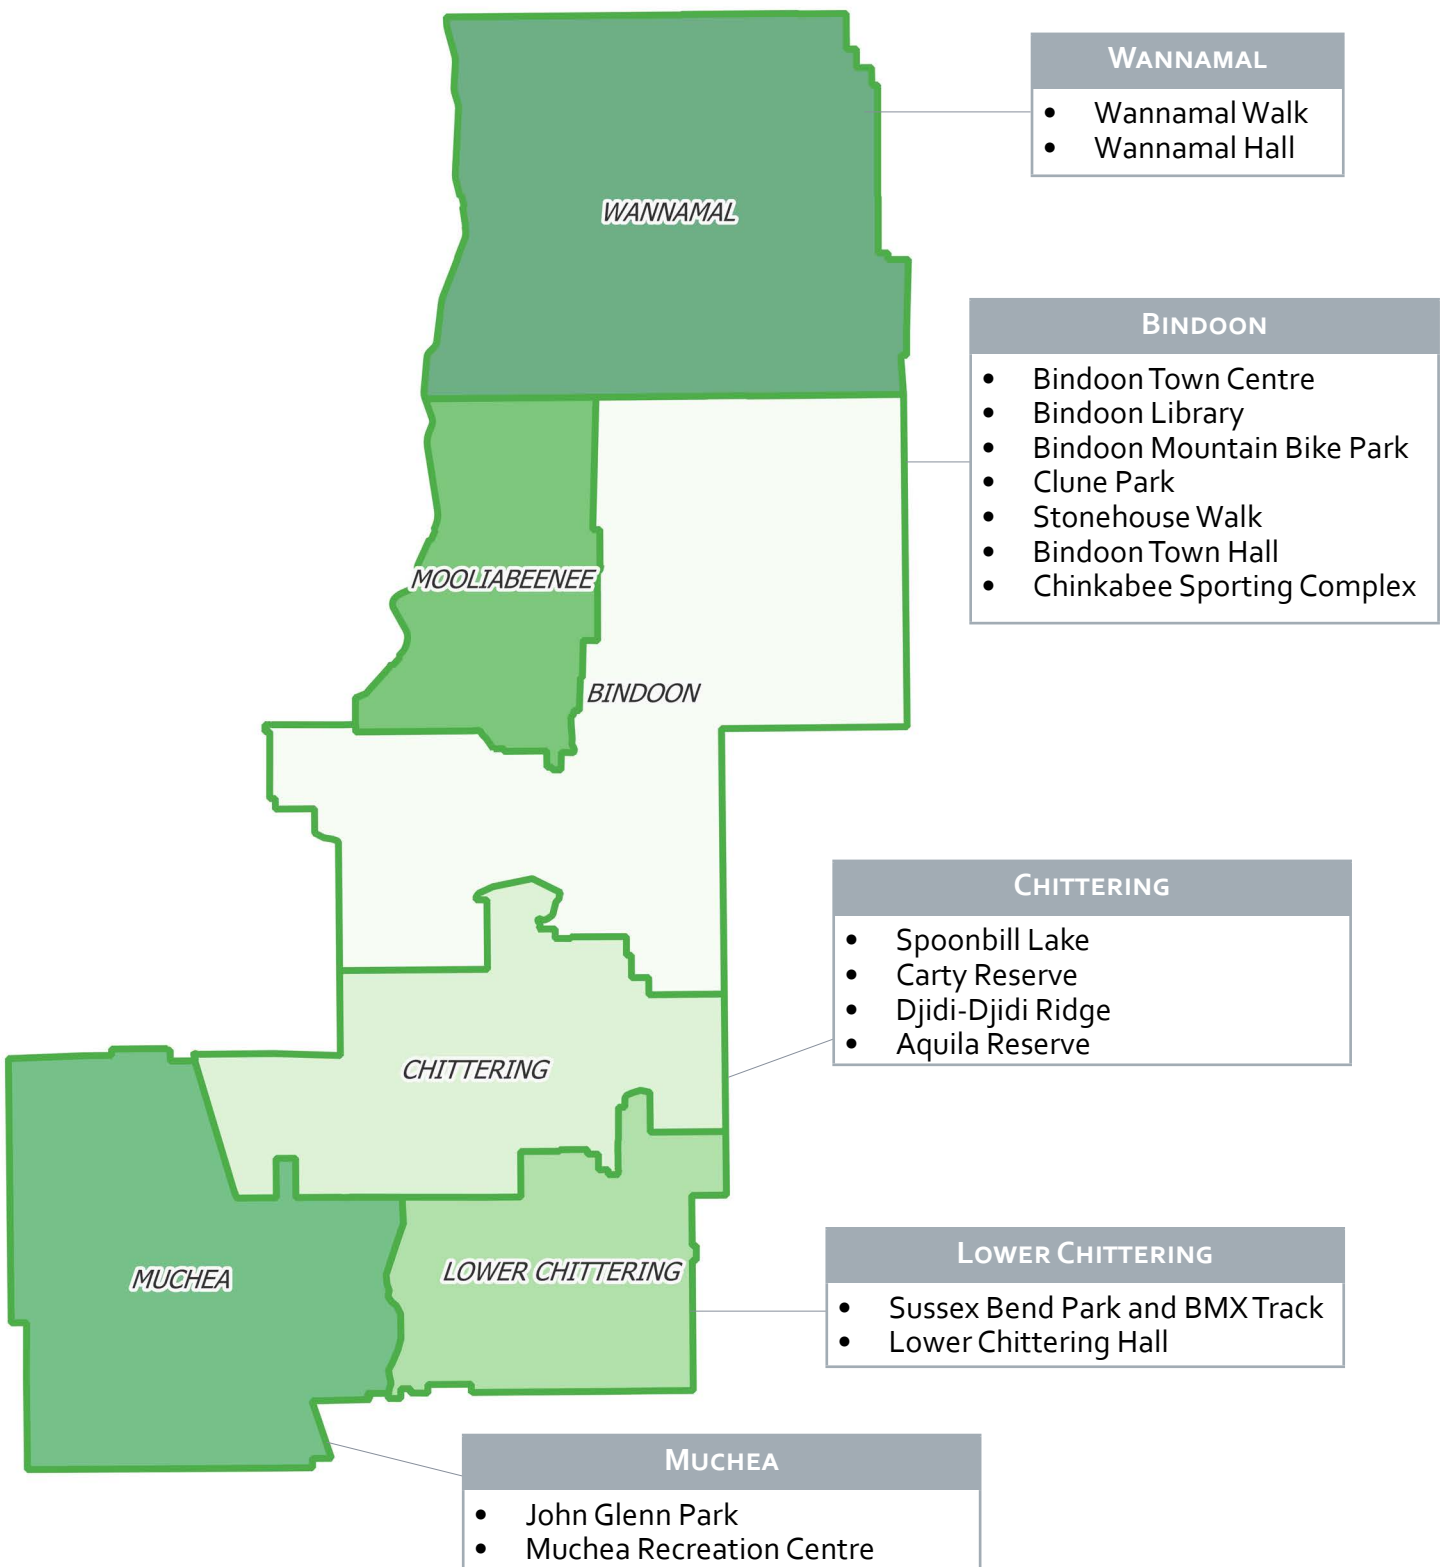 WANNAMAL
• Wannamal Walk
• Wannamal Hall
WANNAMAL
BINDOON
• Bindoon Town Centre
• Bindoon Library
• Bindoon Mountain Bike Park
• Clune Park
• Stonehouse Walk
• Bindoon Town Hall
• Chinkabee Sporting Complex
MOOLIABEENEE
BINDOON
CHITTERING
• Spoonbill Lake
• Carty Reserve
• Djidi-Djidi Ridge
• Aquila Reserve
CHITTERING
LOWER CHITTERING
• Sussex Bend Park and BMX Track
• Lower Chittering Hall
MUCHEA
LOWER CHITTERING
MUCHEA
• John Glenn Park
• Muchea Recreation Centre